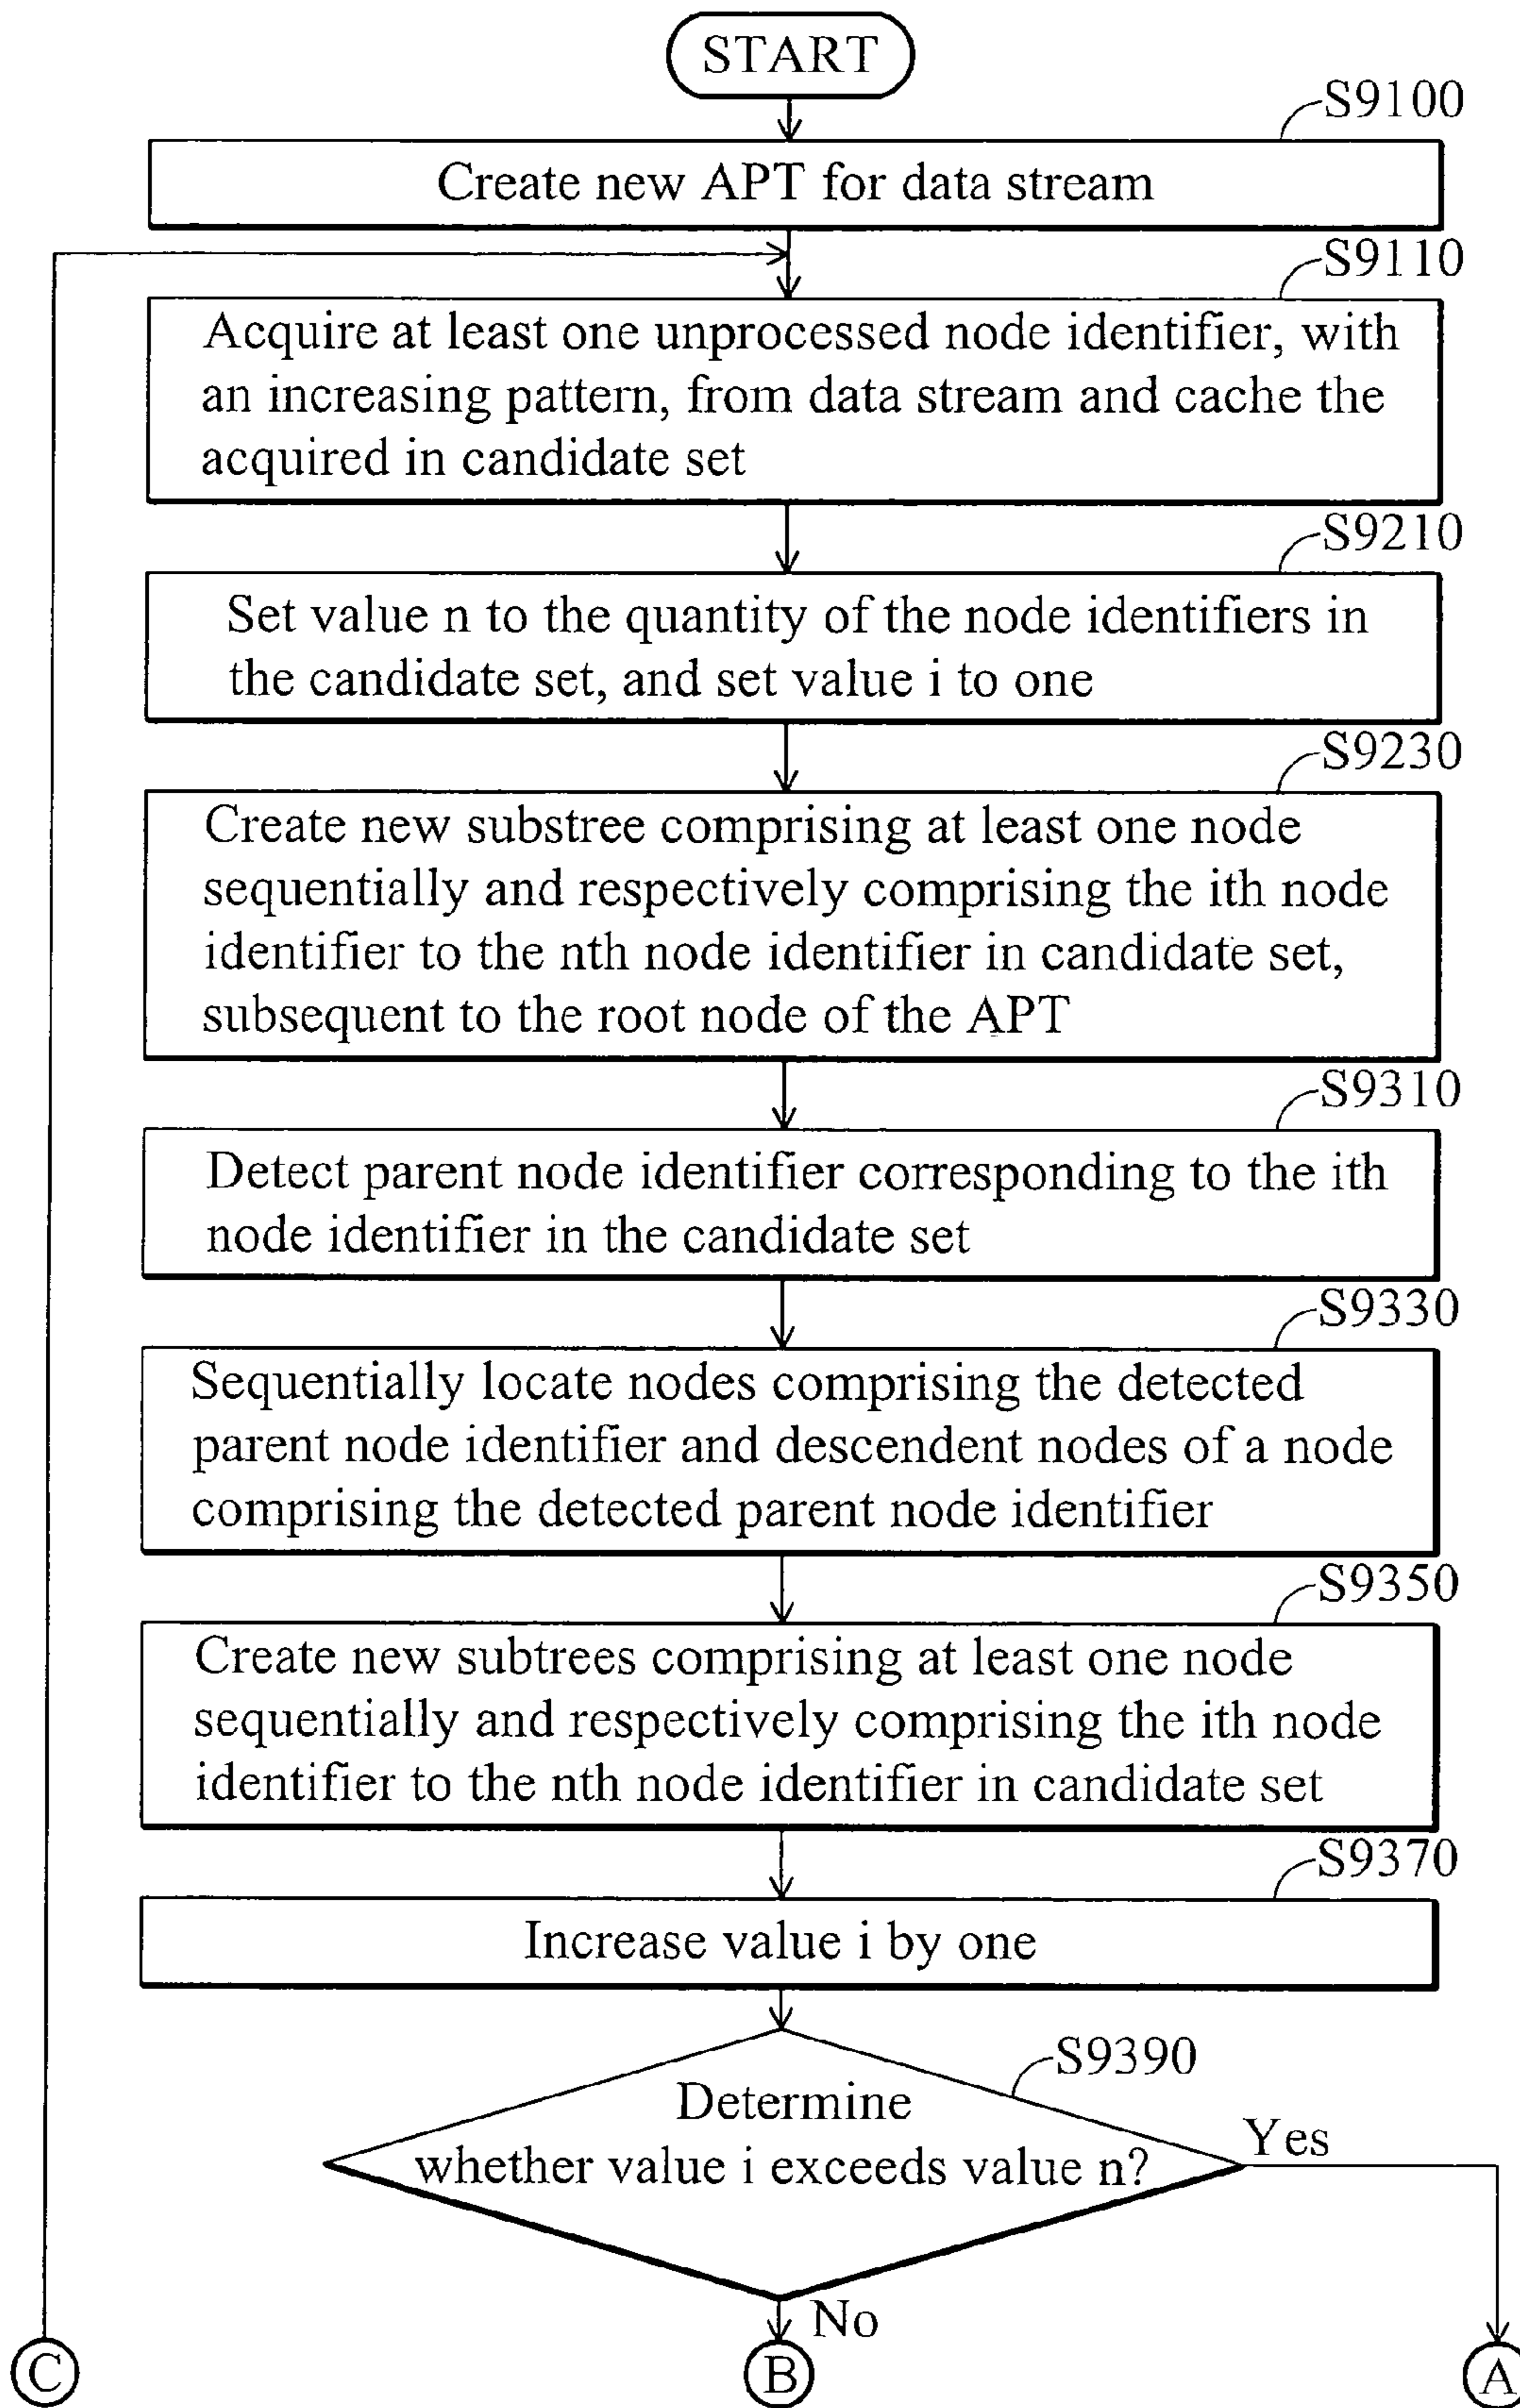 START
S9100
Create new APT for data stream
S9110
Acquire at least one unprocessed node identifier, with
an increasing pattern, from data stream and cache the
acquired in candidate set
S9210
Set value n to the quantity of the node identifiers in
the candidate set, and set value i to one
S9230
Create new substree comprising at least one node
sequentially and respectively comprising the ith node
identifier to the nth node identifier in candidate set,
subsequent to the root node of the APT
S9310
Detect parent node identifier corresponding to the ith
node identifier in the candidate set
S9330
Sequentially locate nodes comprising the detected
parent node identifier and descendent nodes of a node
comprising the detected parent node identifier
S9350
Create new subtrees comprising at least one node
sequentially and respectively comprising the ith node
identifier to the nth node identifier in candidate set
S9370
Increase value i by one
S9390
Determine
whether value i exceeds value n?
Yes
No
C
B
A